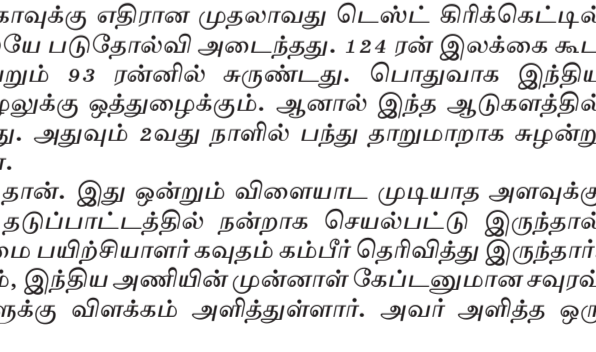 காவுக்கு எதிரான முதலாவது டெஸ்ட் கிரிக்கெட்டில்
யே படுதோல்வி அடைந்தது. 124 ரன் இலக்கை கூட
றும் 93 ரன்னில் சுருண்டது. பொதுவாக இந்திய
ழலுக்கு ஒத்துழைக்கும். ஆனால் இந்த ஆடுகளத்தில்
து. அதுவும் 2வது நாளில் பந்து தாறுமாறாக சுழன்று
தான். இது ஒன்றும் விளையாட முடியாத அளவுக்கு
தடுப்பாட்டத்தில் நன்றாக செயல்பட்டு இருந்தால்
மை பயிற்சியாளர் கவுதம் கம்பீர் தெரிவித்து இருந்தார்.
ம், இந்திய அணியின் முன்னாள் கேப்டனுமான சவுரவ்
ளுக்கு விளக்கம் அளித்துள்ளார். அவர் அளித்த ஒரு